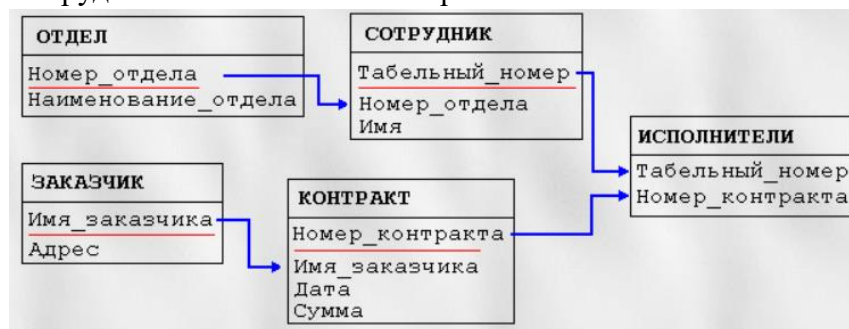 ОТДЕЛ
Номер_отдела
Наименование_отдела
СОТРУДНИК
Табельный_номер
Номер_отдела
Имя
ИСПОЛНИТЕЛИ
Табельный_номер
Номер_контракта
ЗАКАЗЧИК
Имя_заказчика
Адрес
КОНТРАКТ
Номер_контракта
Имя_заказчика
Дата
Сумма